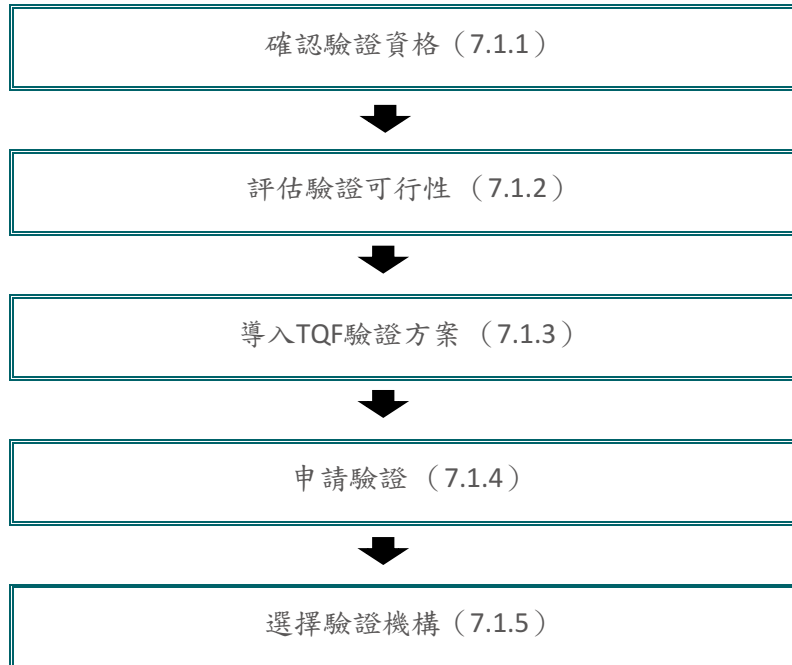 確認驗證資格（7.1.1）
評估驗證可行性 （7.1.2）
導入TQF驗證方案 （7.1.3）
申請驗證 （7.1.4）
選擇驗證機構（7.1.5）